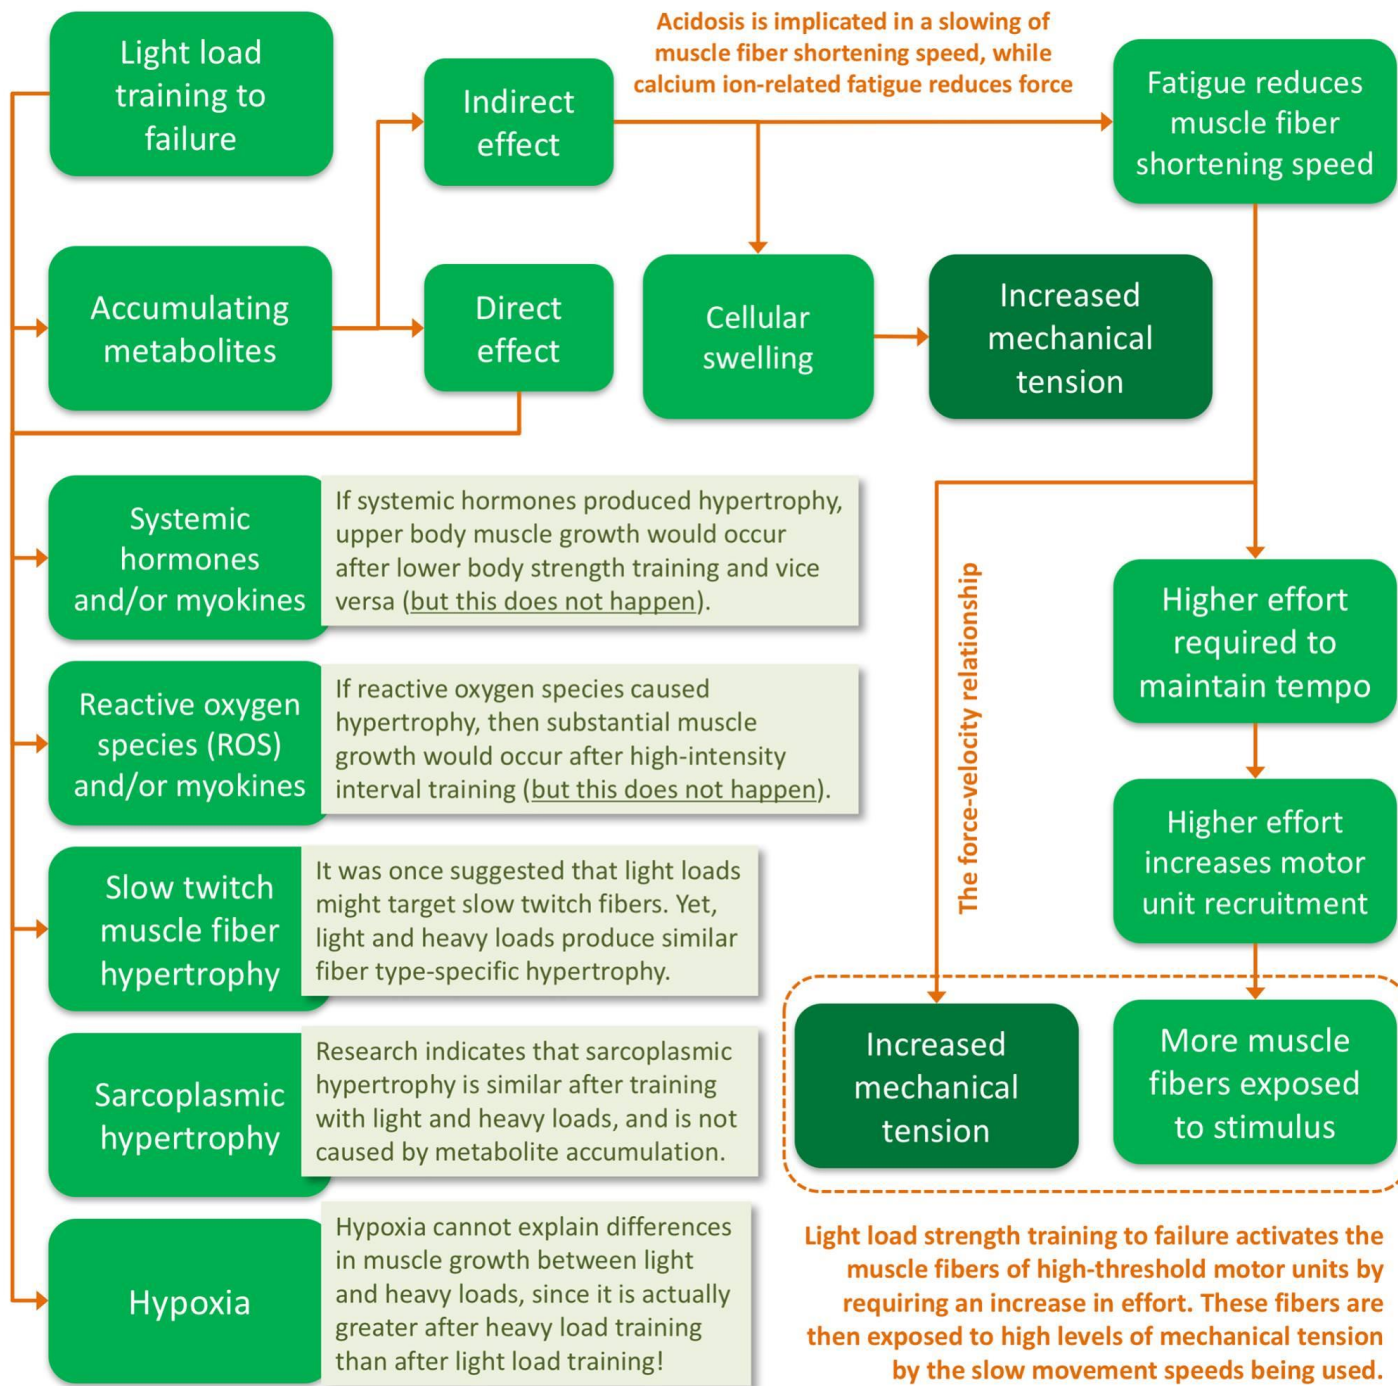 Light load
training to
failure
Indirect
effect
Acidosis is implicated in a slowing of
muscle fiber shortening speed, while
calcium ion-related fatigue reduces force
Fatigue reduces
muscle fiber
shortening speed
Accumulating
metabolites
Direct
effect
Cellular
swelling
Increased
mechanical
tension
Systemic
hormones
and/or myokines
If systemic hormones produced hypertrophy,
upper body muscle growth would occur
after lower body strength training and vice
versa (but this does not happen).
Reactive oxygen
species (ROS)
and/or myokines
If reactive oxygen species caused
hypertrophy, then substantial muscle
growth would occur after high-intensity
interval training (but this does not happen).
Slow twitch
muscle fiber
hypertrophy
It was once suggested that light loads
might target slow twitch fibers. Yet,
light and heavy loads produce similar
fiber type-specific hypertrophy.
Sarcoplasmic
hypertrophy
Research indicates that sarcoplasmic
hypertrophy is similar after training
with light and heavy loads, and is not
caused by metabolite accumulation.
Hypoxia
Hypoxia cannot explain differences
in muscle growth between light
and heavy loads, since it is actually
greater after heavy load training
than after light load training!
The force-velocity relationship
Higher effort
required to
maintain tempo
Higher effort
increases motor
unit recruitment
Increased
mechanical
tension
More muscle
fibers exposed
to stimulus
Light load strength training to failure activates the
muscle fibers of high-threshold motor units by
requiring an increase in effort. These fibers are
then exposed to high levels of mechanical tension
by the slow movement speeds being used.